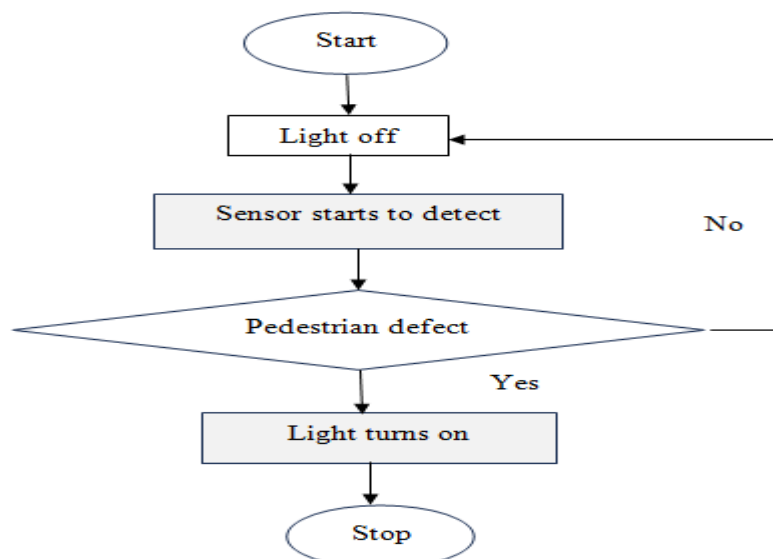 Start
Light off
Sensor starts to detect
No
Pedestrian defect
Yes
Light turns on
Stop